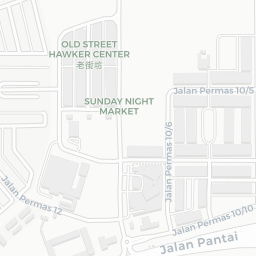 OLD STREET
HAWKER CENTER
老街坊
SUNDAY NIGHT
MARKET
Jalan Permas 10/5
Jalan Permas 10/6
Jalan Permas 12
Jalan Permas 10/10
Jalan Pantai